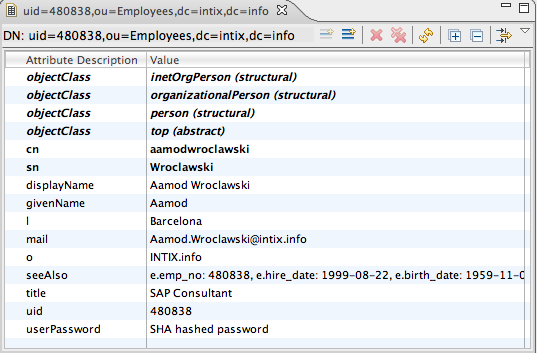 uid=480838,ou=Employees,dc=intix,dc=info
DN: uid=480838,ou=Employees,dc=intix,dc=info
Attribute Description Value
objectClass inetOrgPerson (structural)
objectClass organizationalPerson (structural)
objectClass person (structural)
objectClass top (abstract)
cn aamodwroclawski
sn Wroclawski
displayName Aamod Wroclawski
givenName Aamod
l Barcelona
mail Aamod.Wroclawski@intix.info
o INTIX.info
seeAlso e.emp_no: 480838, e.hire_date: 1999-08-22, e.birth_date: 1959-11-0
title SAP Consultant
uid 480838
userPassword SHA hashed password